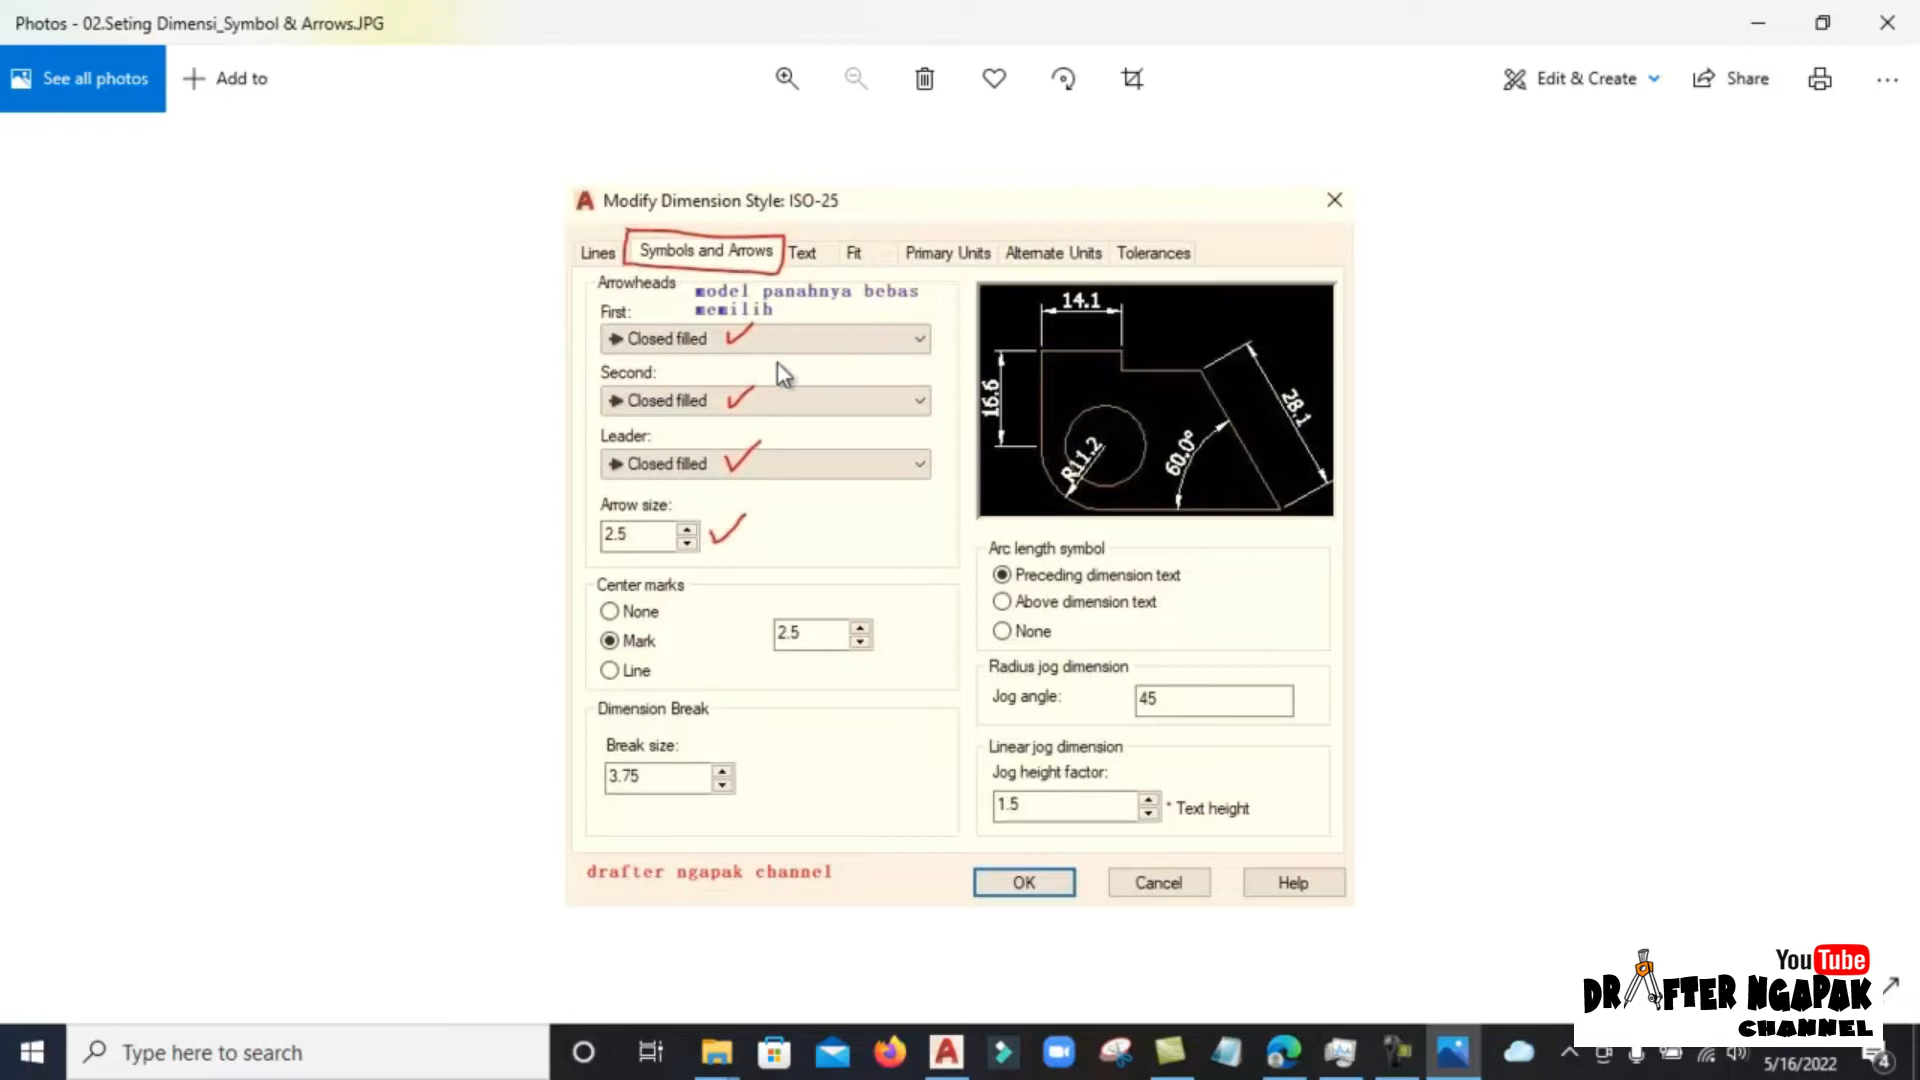 Photos - 02.Seting Dimensi_Symbol & Arrows.JPG
See all photos
Add to
Edit & Create
Share
Modify Dimension Style: ISO-25
Lines
Symbols and Arrows
Text
Fit
Primary Units
Alternate Units
Tolerances
Arrowheads
model panahnya bebas
memilih
First:
Closed filled
Second:
Closed filled
Leader:
Closed filled
Arrow size:
2.5
14.1
16.6
28.1
R11.2
60.0°
Center marks
None
Mark
Line
2.5
Dimension Break
Break size:
3.75
Arc length symbol
Preceding dimension text
Above dimension text
None
Radius jog dimension
Jog angle:
45
Linear jog dimension
Jog height factor:
1.5
* Text height
drafter ngapak channel
OK
Cancel
Help
YouTube
DRAFTER NGAPAK
CHANNEL
Type here to search
5/16/2022
4